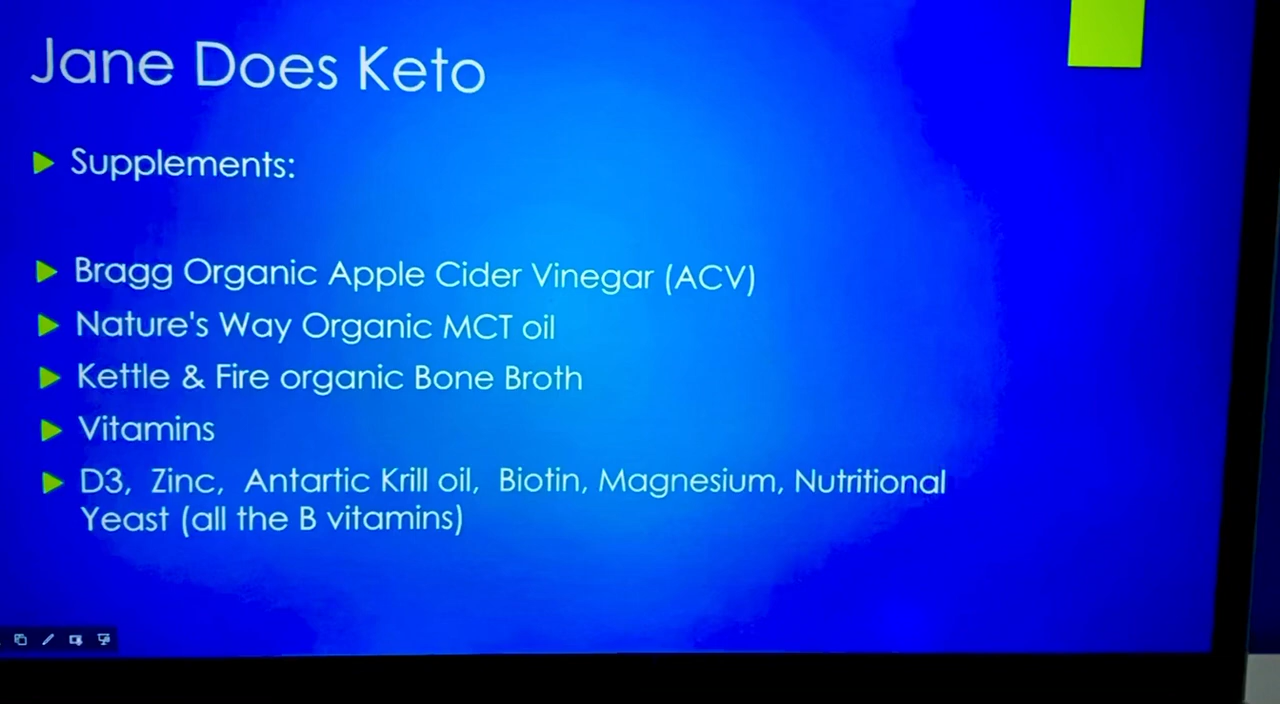 Jane Does Keto
Supplements:
Bragg Organic Apple Cider Vinegar (ACV)
Nature's Way Organic MCT oil
Kettle & Fire organic Bone Broth
Vitamins
D3, Zinc, Antartic Krill oil, Biotin, Magnesium, Nutritional
Yeast (all the B vitamins)